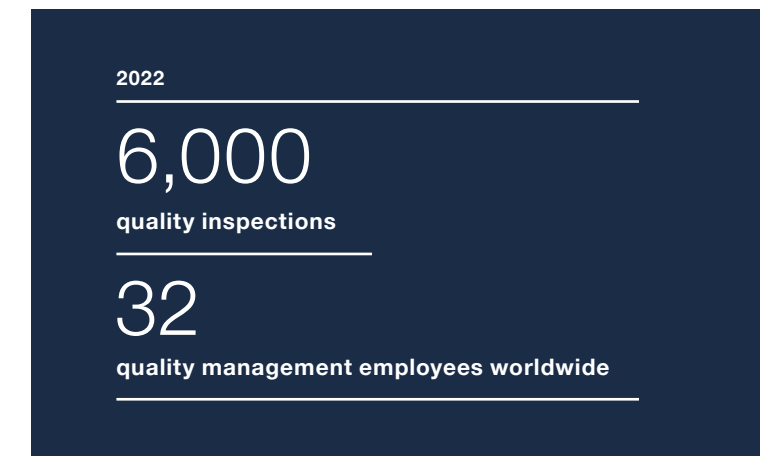 2022
6,000
quality inspections
32
quality management employees worldwide